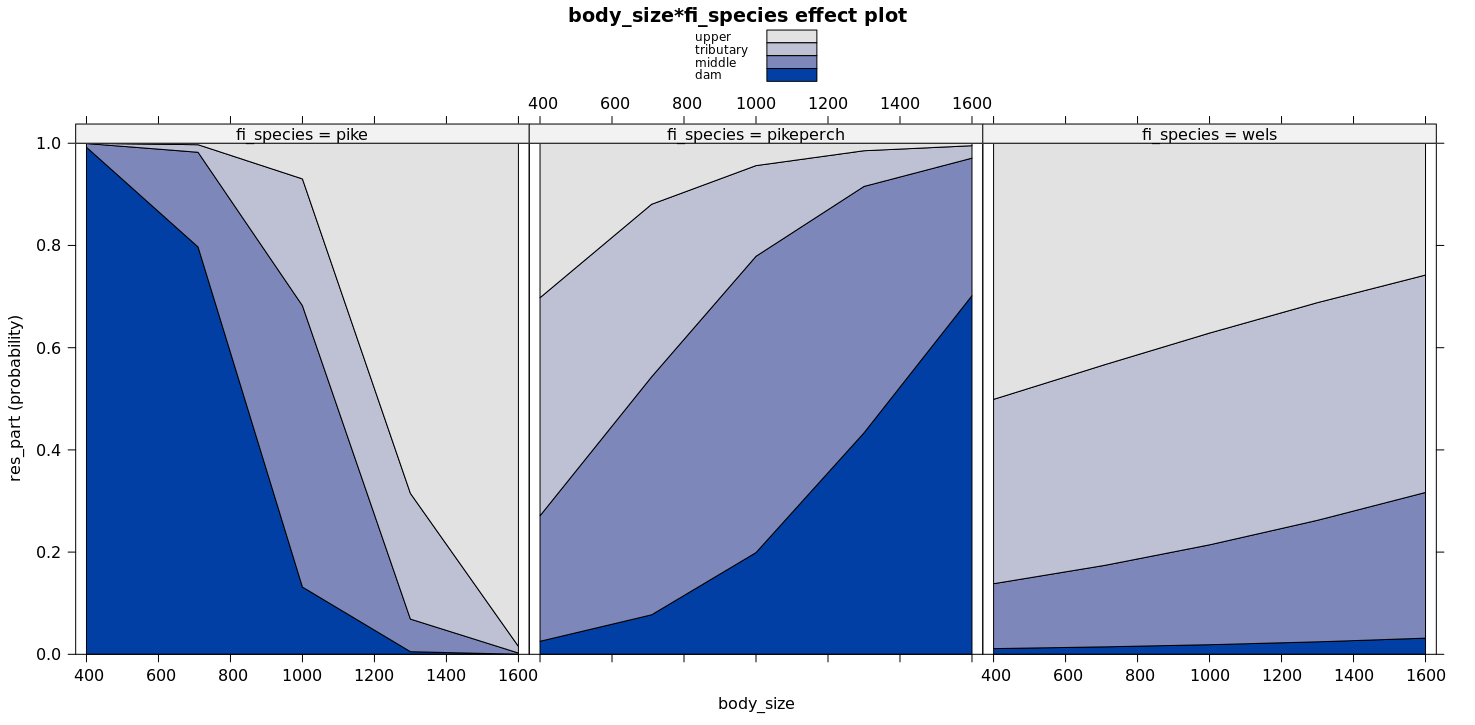 body_size*fi_species effect plot
upper
tributary
middle
dam
400 600 800 1000 1200 1400 1600
fi_species = pike fi_species = pikeperch fi_species = wels
1.0
0.8
0.6
0.4
0.2
0.0
res_part (probability)
400 600 800 1000 1200 1400 1600 400 600 800 1000 1200 1400 1600
body_size